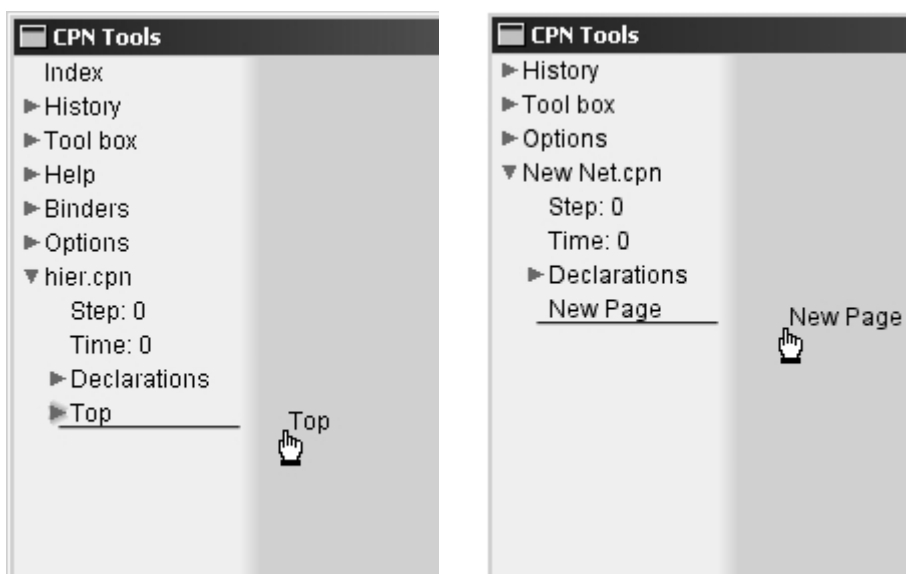 CPN Tools
Index
History
Tool box
Help
Binders
Options
hier.cpn
Step: 0
Time: 0
Declarations
Top
Top
CPN Tools
History
Tool box
Options
New Net.cpn
Step: 0
Time: 0
Declarations
New Page
New Page